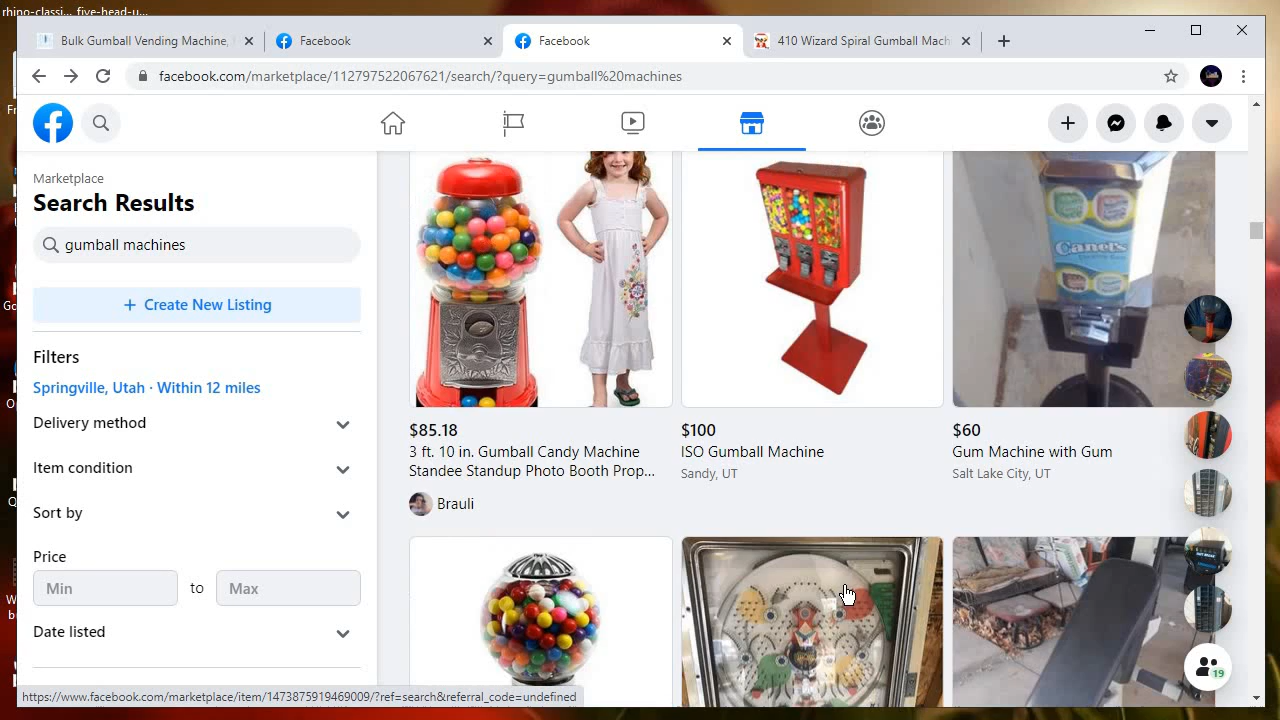 rhino-classi... five-head-u...
Bulk Gumball Vending Machine,
Facebook
Facebook
410 Wizard Spiral Gumball Mach
facebook.com/marketplace/112797522067621/search/?query=gumball%20machines
Marketplace
Search Results
gumball machines
+ Create New Listing
Filters
Springville, Utah · Within 12 miles
Delivery method
Item condition
Sort by
Price
Min
to
Max
Date listed
Canel's
$85.18
3 ft. 10 in. Gumball Candy Machine
Standee Standup Photo Booth Prop...
Brauli
$100
ISO Gumball Machine
Sandy, UT
$60
Gum Machine with Gum
Salt Lake City, UT
19
https://www.facebook.com/marketplace/item/1473875919469009/?ref=search&referral_code=undefined